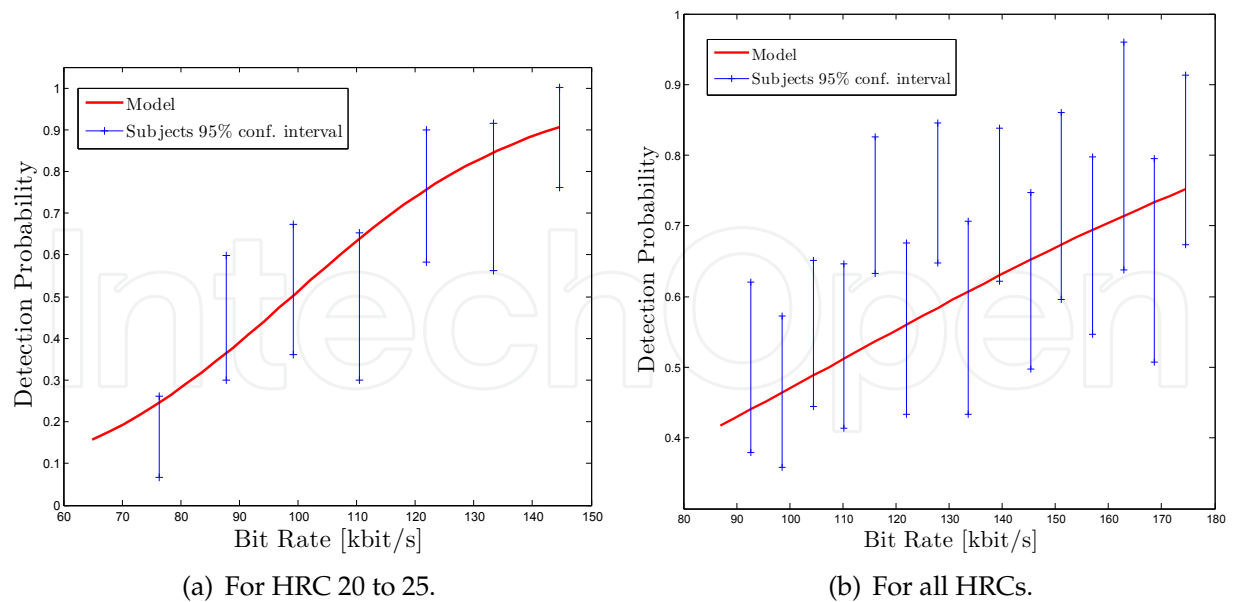 Model
Subjects 95% conf. interval
1
0.9
0.8
0.7
0.6
0.5
0.4
0.3
0.2
0.1
0
Detection Probability
60 70 80 90 100 110 120 130 140 150
Bit Rate [kbit/s]
(a) For HRC 20 to 25.
Model
Subjects 95% conf. interval
1
0.9
0.8
0.7
0.6
0.5
0.4
Detection Probability
80 90 100 110 120 130 140 150 160 170 180
Bit Rate [kbit/s]
(b) For all HRCs.
IntechOpen